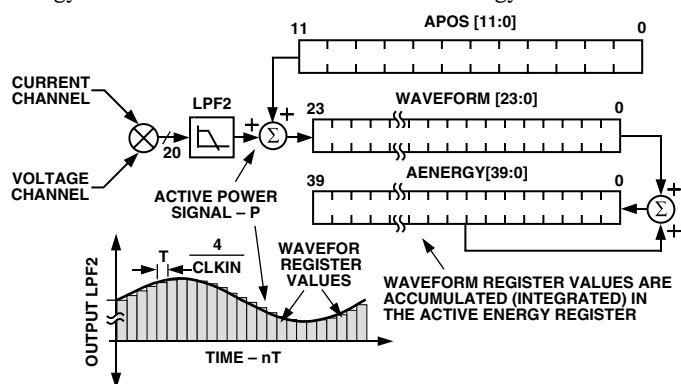 APOS [11:0]
11 0
CURRENT
CHANNEL
LPF2
+ +
Σ
20
23 WAVEFORM [23:0] 0
VOLTAGE
CHANNEL
ACTIVE POWER
SIGNAL – P
39 AENERGY[39:0] 0
+
Σ
+
OUTPUT LPF2
T
4
CLKIN
WAVEFOR
REGISTER
VALUES
TIME – nT
WAVEFORM REGISTER VALUES ARE
ACCUMULATED (INTEGRATED) IN
THE ACTIVE ENERGY REGISTER